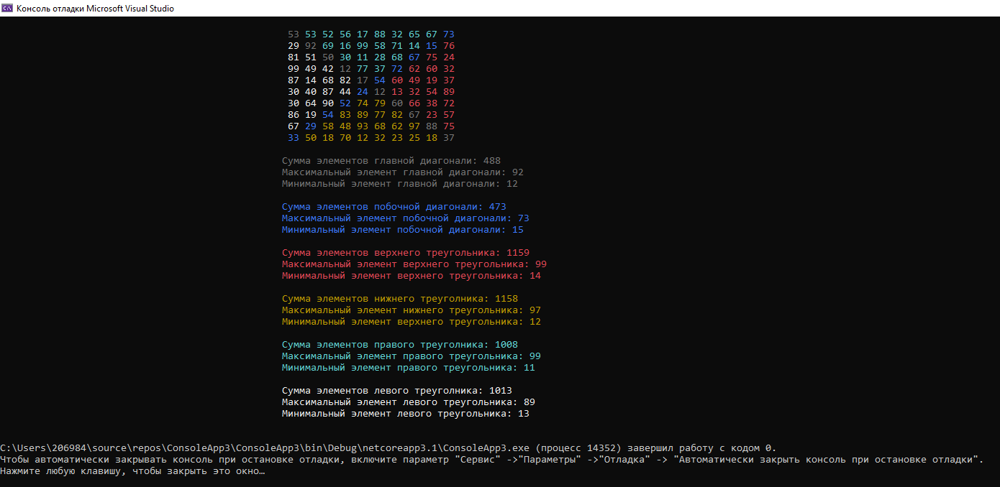 Консоль отладки Microsoft Visual Studio
53 53 52 56 17 88 32 65 67 73
29 92 69 16 99 58 71 14 15 76
81 51 50 30 11 28 68 67 75 24
99 49 42 12 77 37 72 62 60 32
87 14 68 82 17 54 60 49 19 37
30 40 87 44 24 12 13 32 54 89
30 64 90 52 74 79 60 66 38 72
86 19 54 83 89 77 82 67 23 57
67 29 58 48 93 68 62 97 88 75
33 50 18 70 12 32 23 25 18 37
Сумма элементов главной диагонали: 488
Максимальный элемент главной диагонали: 92
Минимальный элемент главной диагонали: 12
Сумма элементов побочной диагонали: 473
Максимальный элемент побочной диагонали: 73
Минимальный элемент побочной диагонали: 15
Сумма элементов верхнего треугольника: 1159
Максимальный элемент верхнего треугольника: 99
Минимальный элемент верхнего треугольника: 14
Сумма элементов нижнего треуголника: 1158
Максимальный элемент нижнего треугольника: 97
Минимальный элемент верхнего треугольника: 12
Сумма элементов правого треуголника: 1008
Максимальный элемент правого треугольника: 99
Минимальный элемент правого треугольника: 11
Сумма элементов левого треуголника: 1013
Максимальный элемент левого треугольника: 89
Минимальный элемент левого треугольника: 13
C:\Users\206984\source\repos\ConsoleApp3\ConsoleApp3\bin\Debug\netcoreapp3.1\ConsoleApp3.exe (процесс 14352) завершил работу с кодом 0.
Чтобы автоматически закрывать консоль при остановке отладки, включите параметр "Сервис" ->"Параметры" ->"Отладка" -> "Автоматически закрыть консоль при остановке отладки".
Нажмите любую клавишу, чтобы закрыть это окно…